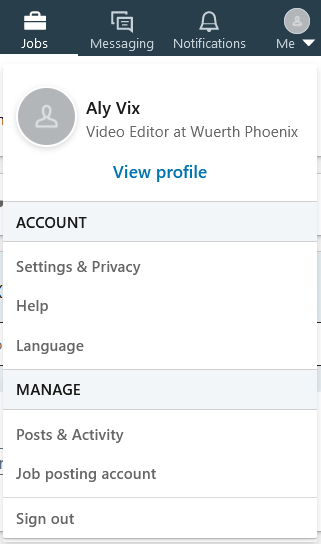 Jobs Messaging Notifications Me
Aly Vix
Video Editor at Wuerth Phoenix
View profile
ACCOUNT
Settings & Privacy
Help
Language
MANAGE
Posts & Activity
Job posting account
Sign out